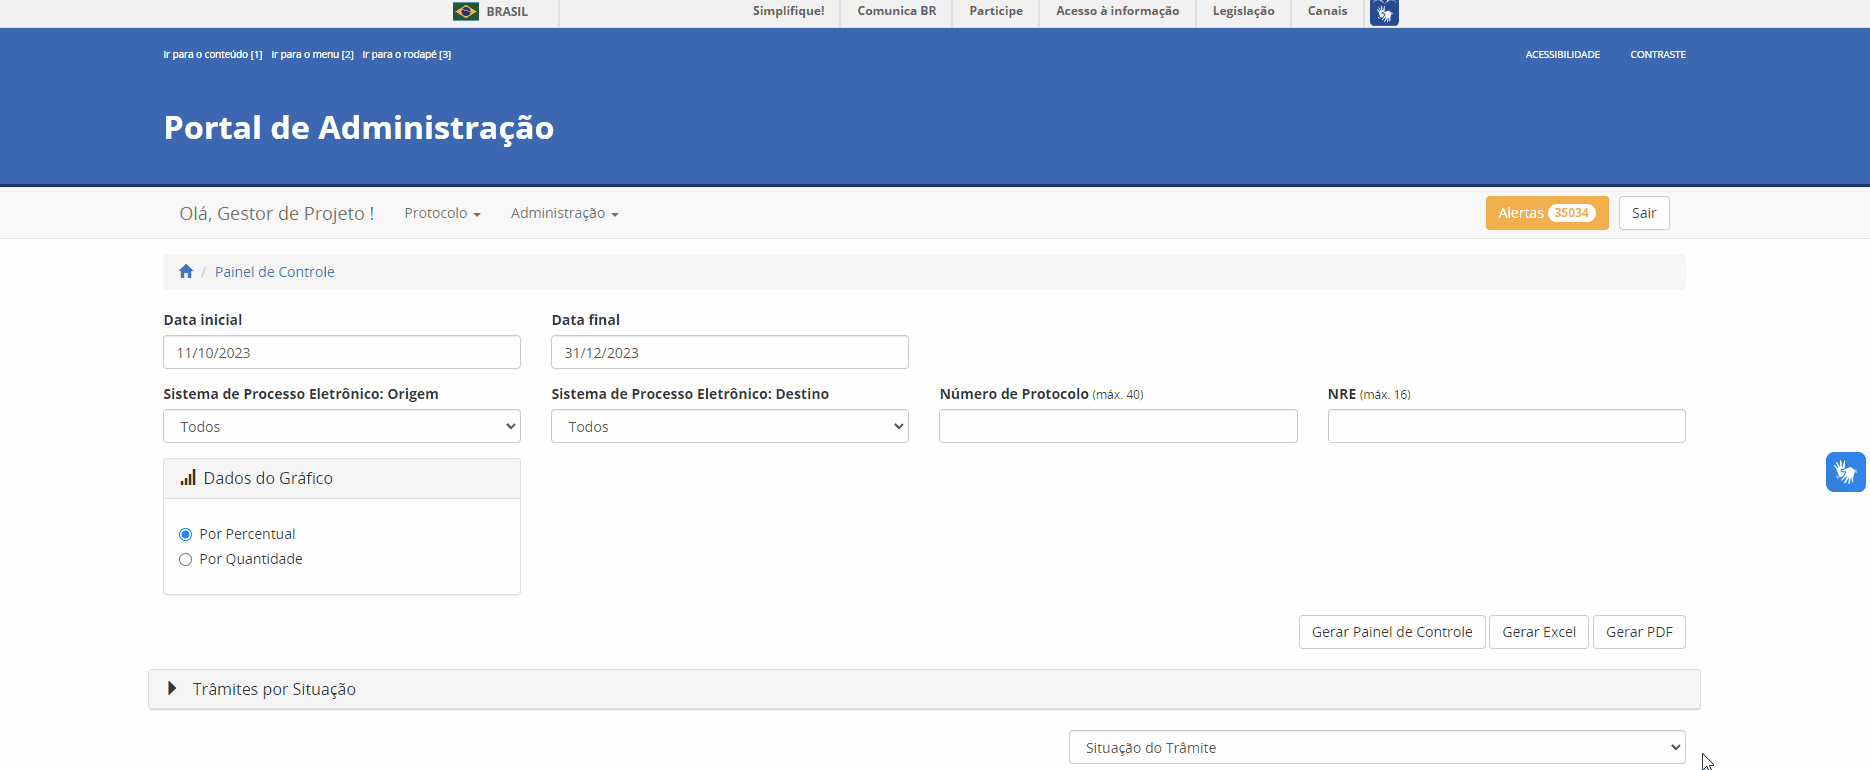 BRASIL Simplifique! Comunica BR Participe Acesso à informação Legislação Canais
Ir para o conteúdo [1] Ir para o menu [2] Ir para o rodapé [3] ACESSIBILIDADE CONTRASTE
Portal de Administração
Olá, Gestor de Projeto ! Protocolo Administração Alertas 35034 Sair
/ Painel de Controle
Data inicial Data final
11/10/2023 31/12/2023
Sistema de Processo Eletrônico: Origem Sistema de Processo Eletrônico: Destino Número de Protocolo (máx. 40) NRE (máx. 16)
Todos Todos
Dados do Gráfico
Por Percentual
Por Quantidade
Gerar Painel de Controle Gerar Excel Gerar PDF
Trâmites por Situação
Situação do Trâmite